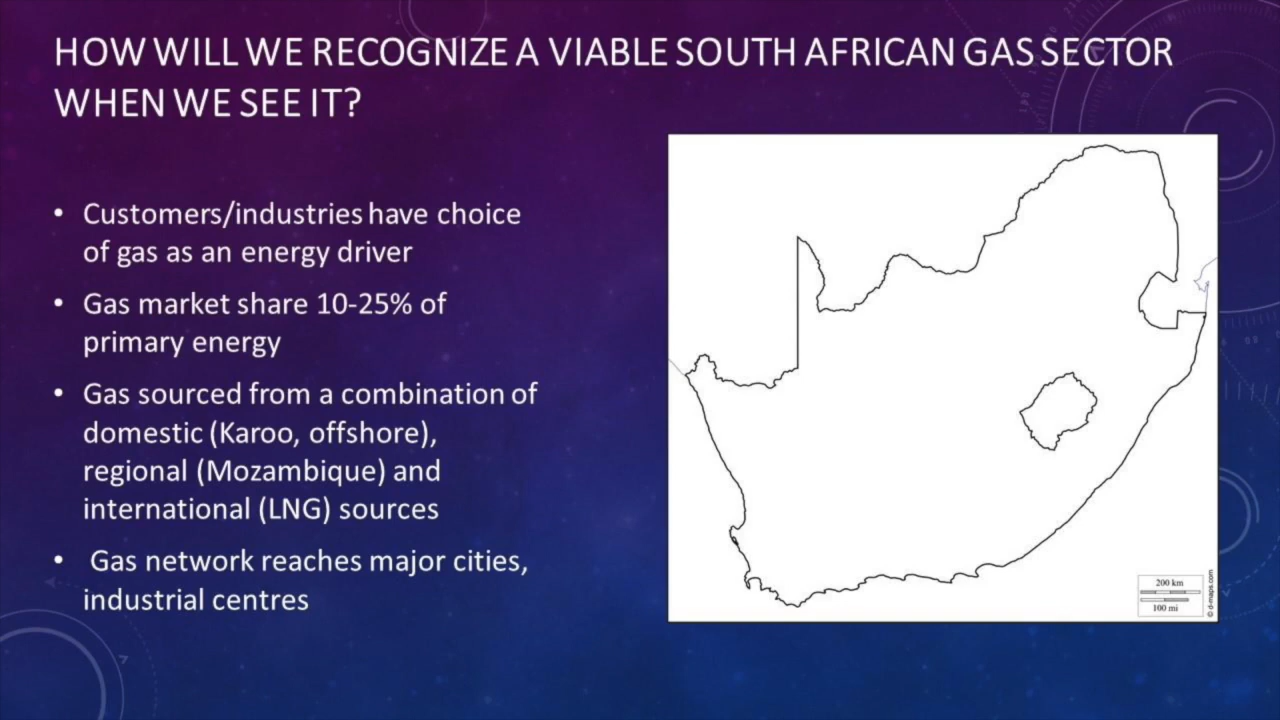 HOW WILL WE RECOGNIZE A VIABLE SOUTH AFRICAN GAS SECTOR
WHEN WE SEE IT?
• Customers/industries have choice
of gas as an energy driver
• Gas market share 10-25% of
primary energy
• Gas sourced from a combination of
domestic (Karoo, offshore),
regional (Mozambique) and
international (LNG) sources
• Gas network reaches major cities,
industrial centres
200 km
100 mi
© d-maps.com